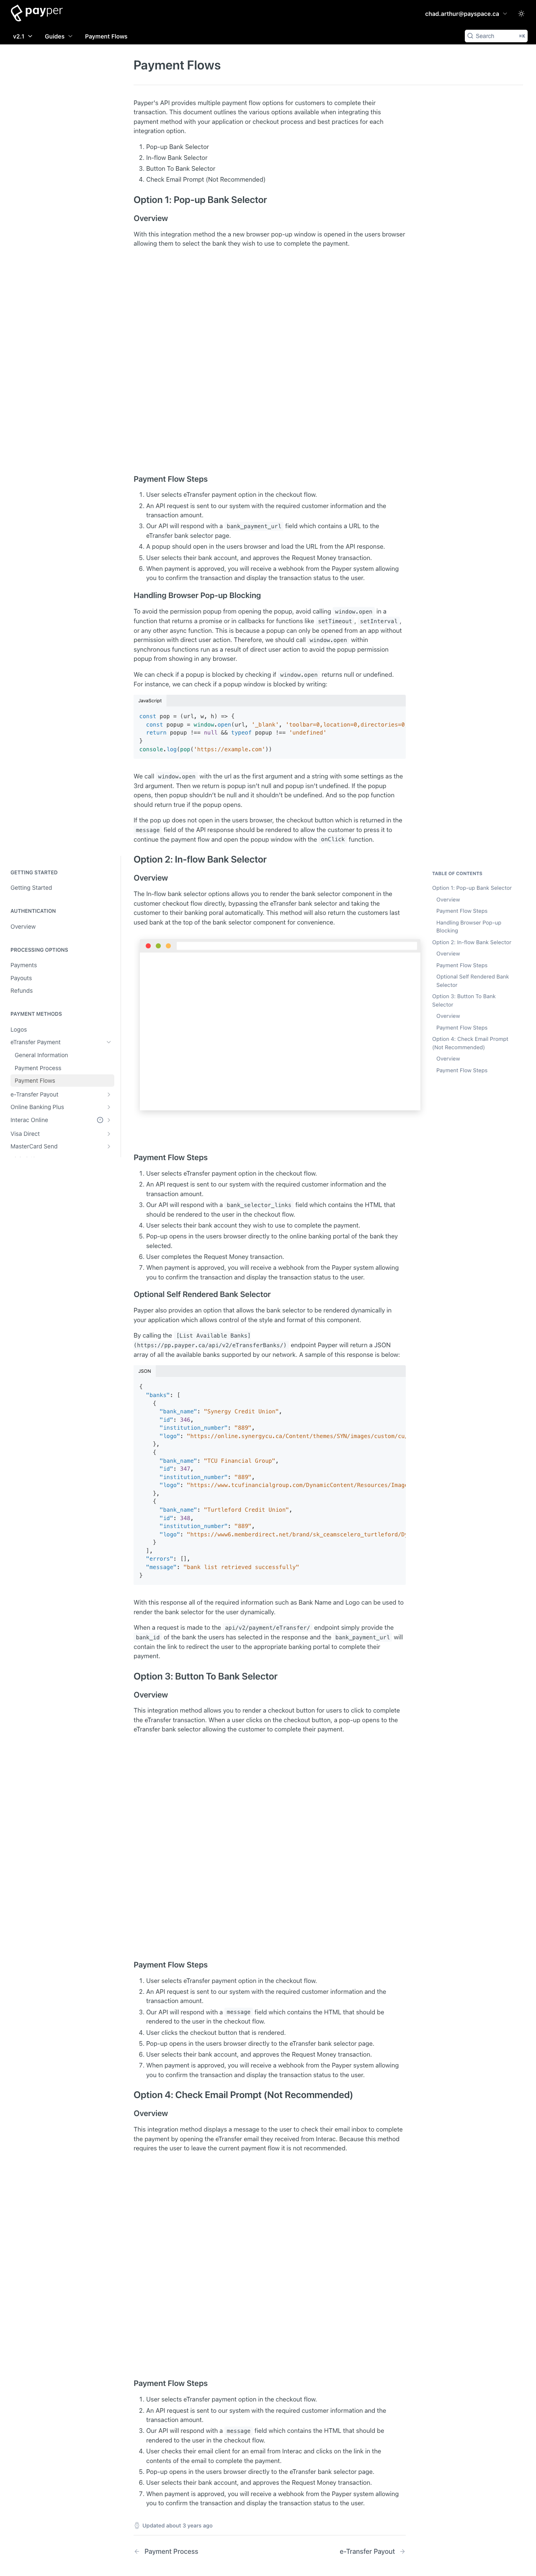 payper
chad.arthur@payspace.ca
v2.1
Guides
Payment Flows
Search
⌘K
Payment Flows
Payper's API provides multiple payment flow options for customers to complete their
transaction. This document outlines the various options available when integrating this
payment method with your application or checkout process and best practices for each
integration option.
1. Pop-up Bank Selector
2. In-flow Bank Selector
3. Button To Bank Selector
4. Check Email Prompt (Not Recommended)
Option 1: Pop-up Bank Selector
Overview
With this integration method the a new browser pop-up window is opened in the users browser
allowing them to select the bank they wish to use to complete the payment.
Payment Flow Steps
1. User selects eTransfer payment option in the checkout flow.
2. An API request is sent to our system with the required customer information and the
transaction amount.
3. Our API will respond with a bank_payment_url field which contains a URL to the
eTransfer bank selector page.
4. A popup should open in the users browser and load the URL from the API response.
5. User selects their bank account, and approves the Request Money transaction.
6. When payment is approved, you will receive a webhook from the Payper system allowing
you to confirm the transaction and display the transaction status to the user.
Handling Browser Pop-up Blocking
To avoid the permission popup from opening the popup, avoid calling window.open in a
function that returns a promise or in callbacks for functions like setTimeout, setInterval,
or any other async function. This is because a popup can only be opened from an app without
permission with direct user action. Therefore, we should call window.open within
synchronous functions run as a result of direct user action to avoid the popup permission
popup from showing in any browser.
We can check if a popup is blocked by checking if window.open returns null or undefined.
For instance, we can check if a popup window is blocked by writing:
JavaScript
const pop = (url, w, h) => {
const popup = window.open(url, '_blank', 'toolbar=0,location=0,directories=0
return popup !== null && typeof popup !== 'undefined'
}
console.log(pop('https://example.com'))
We call window.open with the url as the first argument and a string with some settings as the
3rd argument. Then we return is popup isn't null and popup isn't undefined. If the popup
opens, then popup shouldn't be null and it shouldn't be undefined. And so the pop function
should return true if the popup opens.
If the pop up does not open in the users browser, the checkout button which is returned in the
message field of the API response should be rendered to allow the customer to press it to
continue the payment flow and open the popup window with the onClick function.
Option 2: In-flow Bank Selector
Overview
The In-flow bank selector options allows you to render the bank selector component in the
customer checkout flow directly, bypassing the eTransfer bank selector and taking the
customer to their banking poral automatically. This method will also return the customers last
used bank at the top of the bank selector component for convenience.
GETTING STARTED
Getting Started
AUTHENTICATION
Overview
PROCESSING OPTIONS
Payments
Payouts
Refunds
PAYMENT METHODS
Logos
eTransfer Payment
General Information
Payment Process
Payment Flows
e-Transfer Payout
Online Banking Plus
Interac Online
Visa Direct
MasterCard Send
TABLE OF CONTENTS
Option 1: Pop-up Bank Selector
Overview
Payment Flow Steps
Handling Browser Pop-up
Blocking
Option 2: In-flow Bank Selector
Overview
Payment Flow Steps
Optional Self Rendered Bank
Selector
Option 3: Button To Bank
Selector
Overview
Payment Flow Steps
Option 4: Check Email Prompt
(Not Recommended)
Overview
Payment Flow Steps
Payment Flow Steps
1. User selects eTransfer payment option in the checkout flow.
2. An API request is sent to our system with the required customer information and the
transaction amount.
3. Our API will respond with a bank_selector_links field which contains the HTML that
should be rendered to the user in the checkout flow.
4. User selects their bank account they wish to use to complete the payment.
5. Pop-up opens in the users browser directly to the online banking portal of the bank they
selected.
6. User completes the Request Money transaction.
7. When payment is approved, you will receive a webhook from the Payper system allowing
you to confirm the transaction and display the transaction status to the user.
Optional Self Rendered Bank Selector
Payper also provides an option that allows the bank selector to be rendered dynamically in
your application which allows control of the style and format of this component.
By calling the [List Available Banks]
(https://pp.payper.ca/api/v2/eTransferBanks/) endpoint Payper will return a JSON
array of all the available banks supported by our network. A sample of this response is below:
JSON
{
"banks": [
{
"bank_name": "Synergy Credit Union",
"id": 346,
"institution_number": "889",
"logo": "https://online.synergycu.ca/Content/themes/SYN/images/custom/cu_
},
{
"bank_name": "TCU Financial Group",
"id": 347,
"institution_number": "889",
"logo": "https://www.tcufinancialgroup.com/DynamicContent/Resources/Image
},
{
"bank_name": "Turtleford Credit Union",
"id": 348,
"institution_number": "889",
"logo": "https://www6.memberdirect.net/brand/sk_ceamscelero_turtleford/Dy
}
],
"errors": [],
"message": "bank list retrieved successfully"
}
With this response all of the required information such as Bank Name and Logo can be used to
render the bank selector for the user dynamically.
When a request is made to the api/v2/payment/eTransfer/ endpoint simply provide the
bank_id of the bank the users has selected in the response and the bank_payment_url will
contain the link to redirect the user to the appropriate banking portal to complete their
payment.
Option 3: Button To Bank Selector
Overview
This integration method allows you to render a checkout button for users to click to complete
the eTransfer transaction. When a user clicks on the checkout button, a pop-up opens to the
eTransfer bank selector allowing the customer to complete their payment.
Payment Flow Steps
1. User selects eTransfer payment option in the checkout flow.
2. An API request is sent to our system with the required customer information and the
transaction amount.
3. Our API will respond with a message field which contains the HTML that should be
rendered to the user in the checkout flow.
4. User clicks the checkout button that is rendered.
5. Pop-up opens in the users browser directly to the eTransfer bank selector page.
6. User selects their bank account, and approves the Request Money transaction.
7. When payment is approved, you will receive a webhook from the Payper system allowing
you to confirm the transaction and display the transaction status to the user.
Option 4: Check Email Prompt (Not Recommended)
Overview
This integration method displays a message to the user to check their email inbox to complete
the payment by opening the eTransfer email they received from Interac. Because this method
requires the user to leave the current payment flow it is not recommended.
Payment Flow Steps
1. User selects eTransfer payment option in the checkout flow.
2. An API request is sent to our system with the required customer information and the
transaction amount.
3. Our API will respond with a message field which contains the HTML that should be
rendered to the user in the checkout flow.
4. User checks their email client for an email from Interac and clicks on the link in the
contents of the email to complete the payment.
5. Pop-up opens in the users browser directly to the eTransfer bank selector page.
6. User selects their bank account, and approves the Request Money transaction.
7. When payment is approved, you will receive a webhook from the Payper system allowing
you to confirm the transaction and display the transaction status to the user.
Updated about 3 years ago
← Payment Process
e-Transfer Payout →